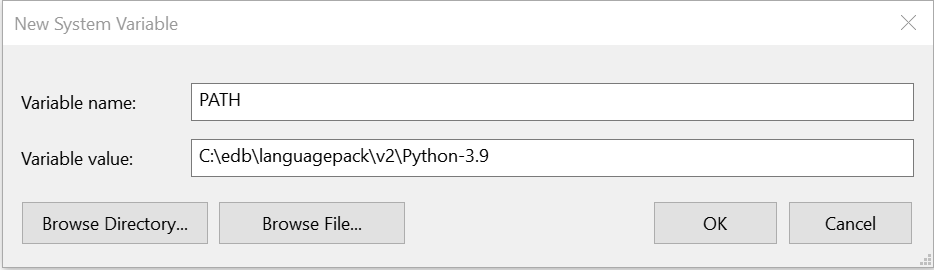 New System Variable
Variable name: PATH
Variable value: C:\edb\languagepack\v2\Python-3.9
Browse Directory... Browse File... OK Cancel